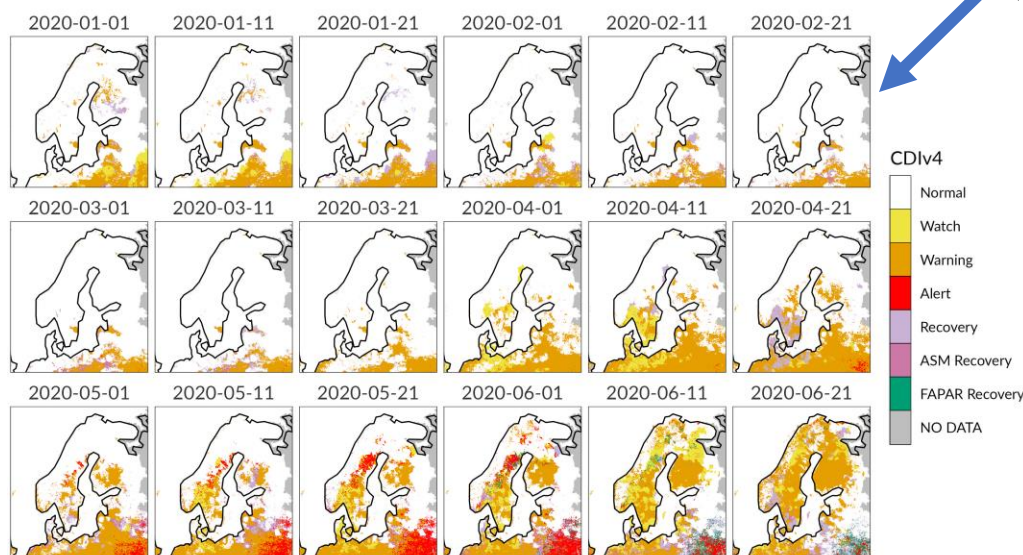 2020-01-01 2020-01-11 2020-01-21 2020-02-01 2020-02-11 2020-02-21
2020-03-01 2020-03-11 2020-03-21 2020-04-01 2020-04-11 2020-04-21
2020-05-01 2020-05-11 2020-05-21 2020-06-01 2020-06-11 2020-06-21
CDIv4
Normal
Watch
Warning
Alert
Recovery
ASM Recovery
FAPAR Recovery
NO DATA